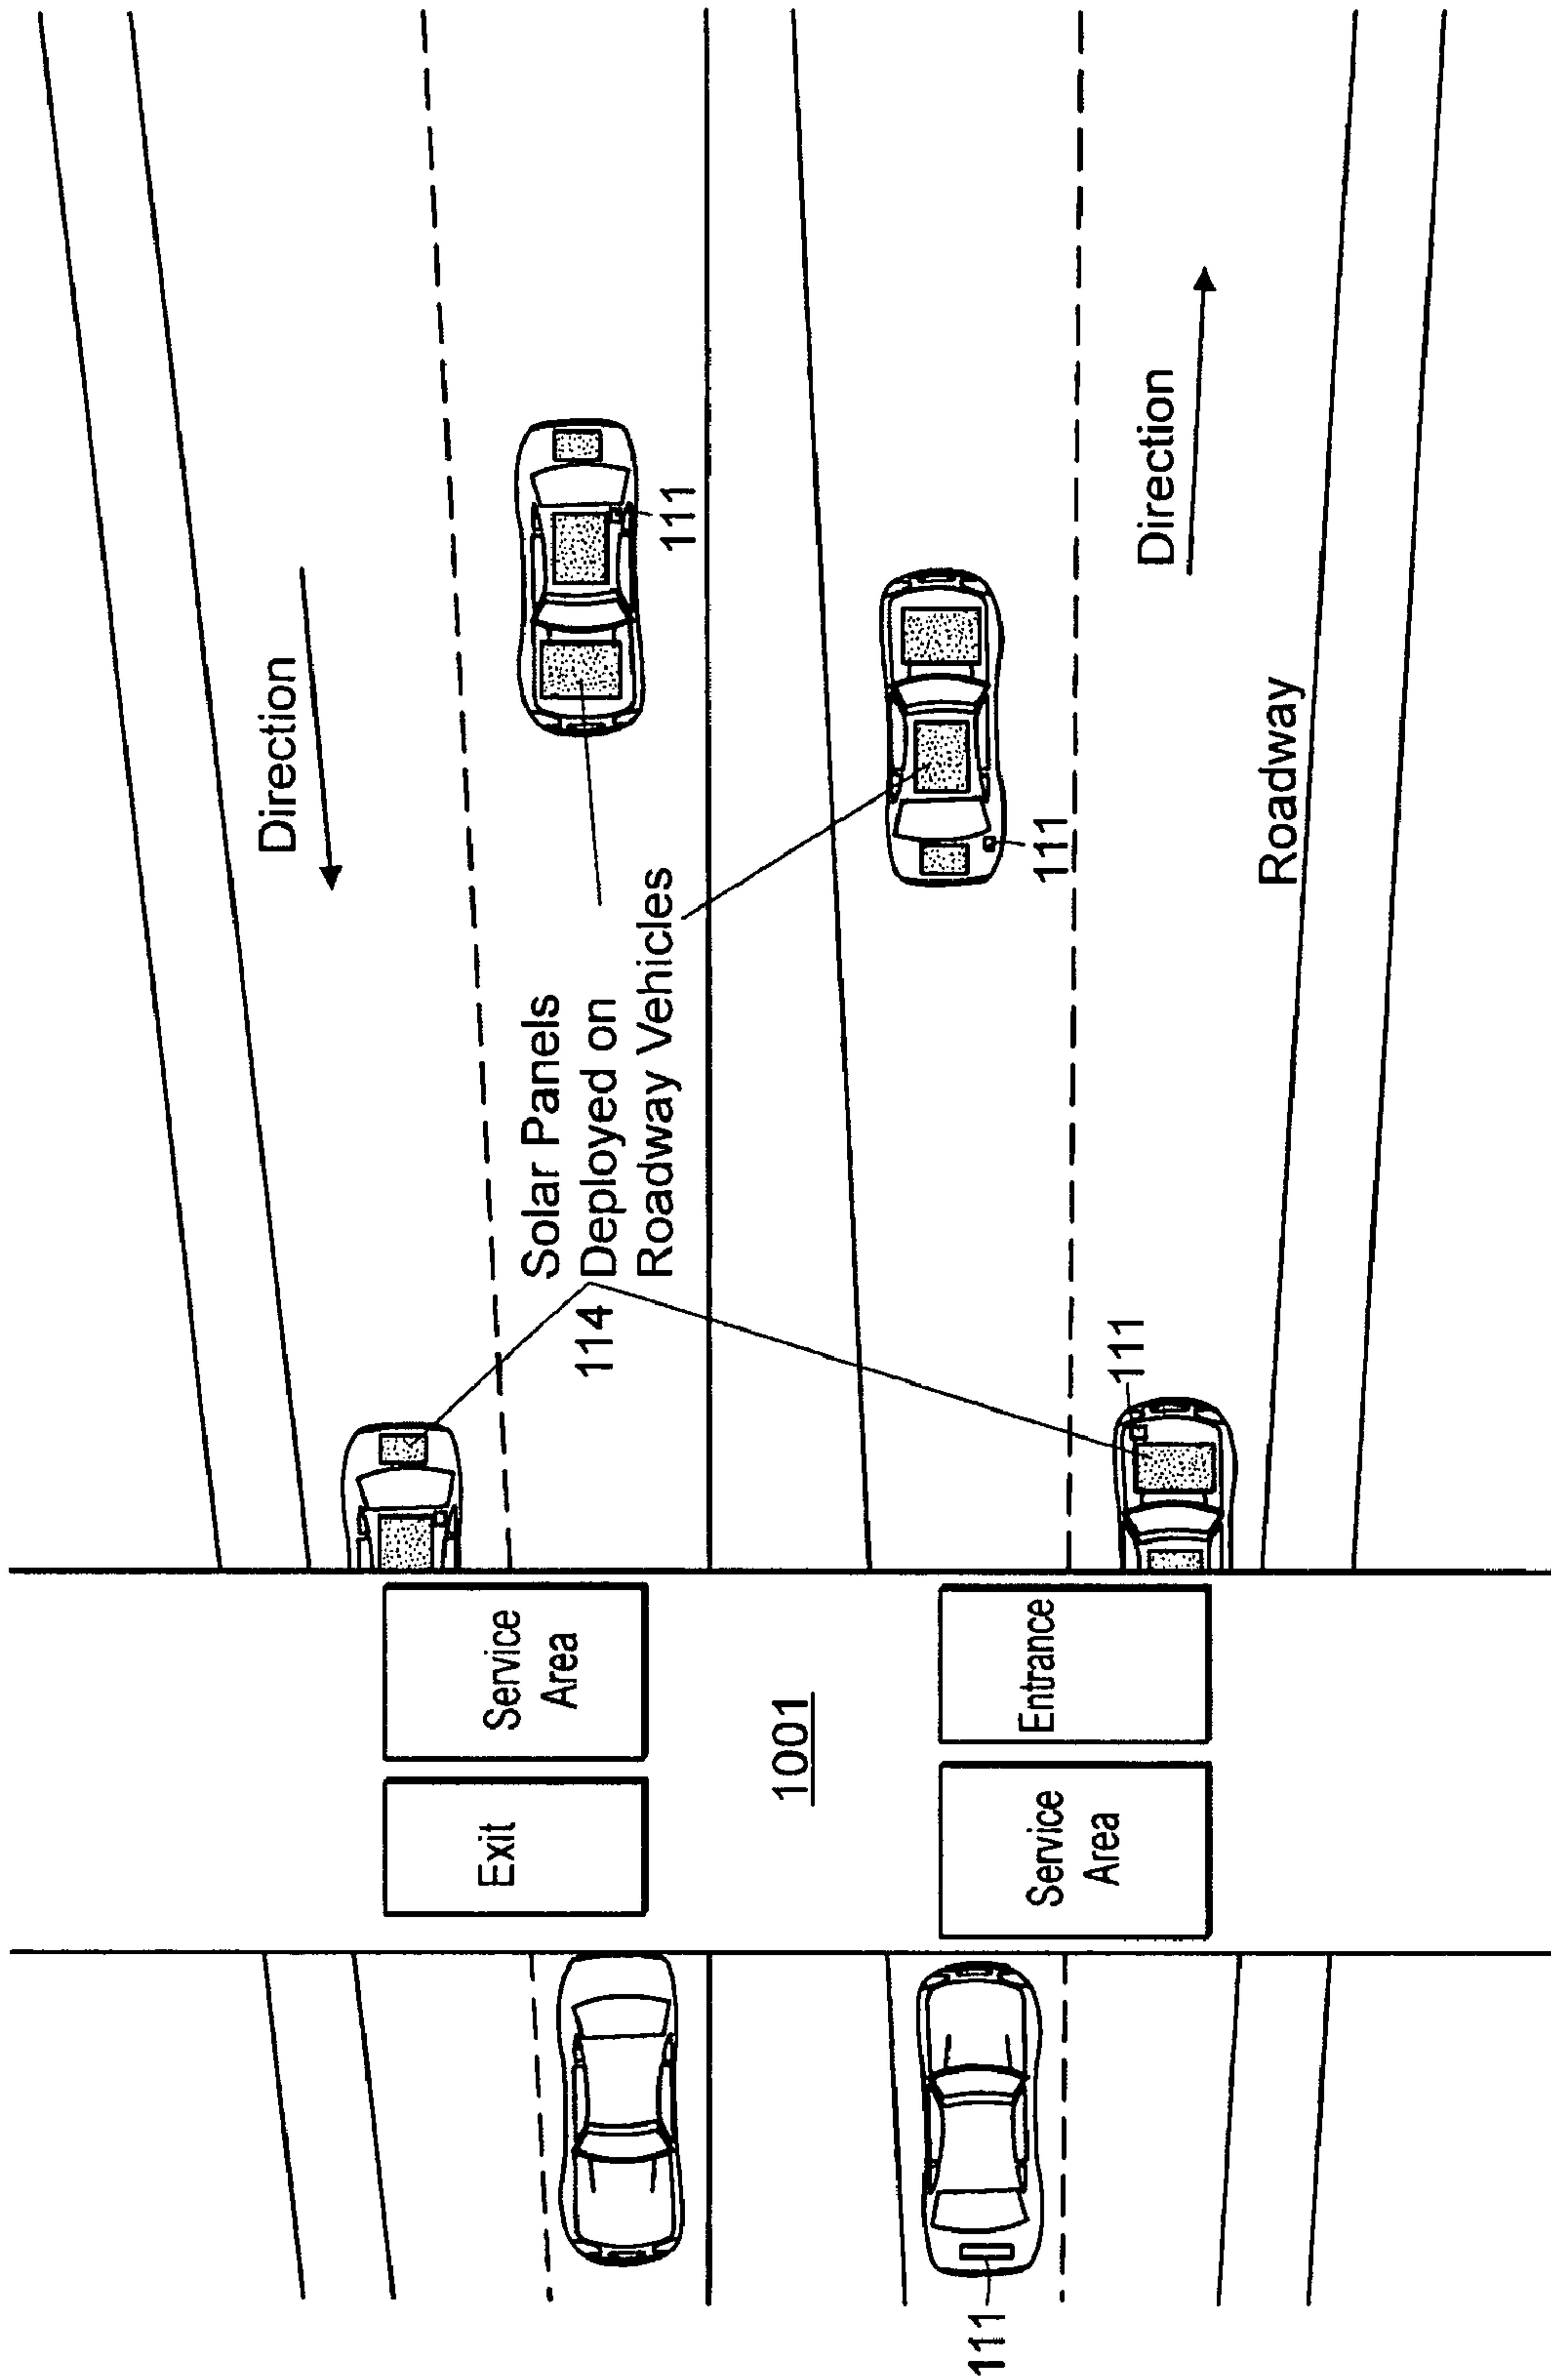 Direction
Solar Panels
Deployed on
Roadway Vehicles
114
111
111
Direction
Roadway
111
Service
Area
Exit
1001
Entrance
Service
Area
111